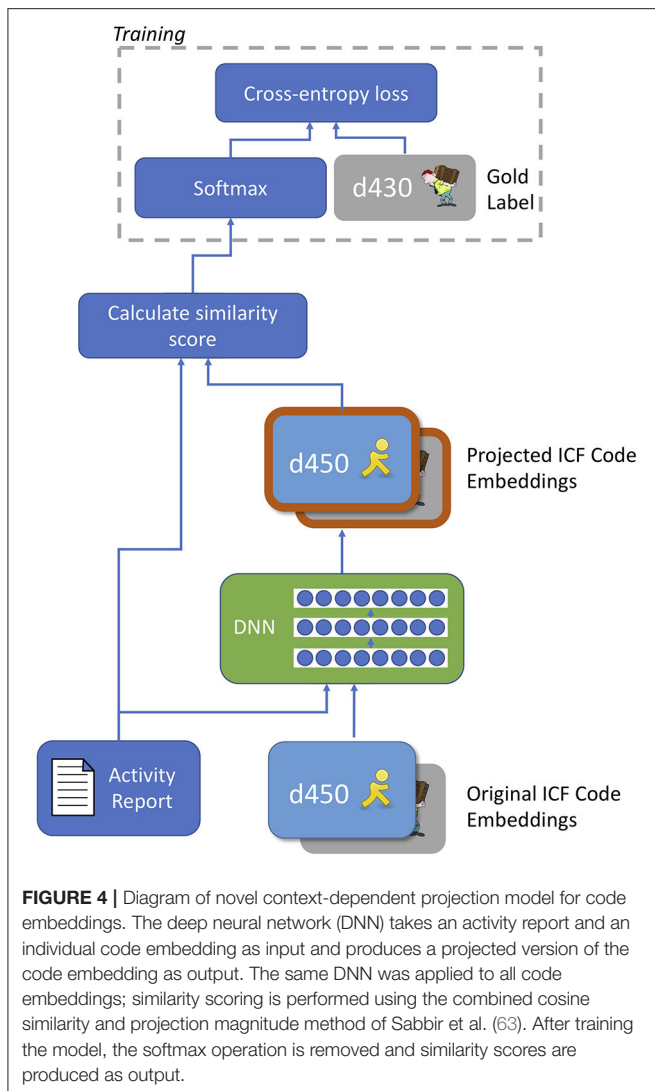 Training
Cross-entropy loss
Softmax
d430
Gold
Label
Calculate similarity
score
d450
Projected ICF Code
Embeddings
DNN
Activity
Report
d450
Original ICF Code
Embeddings
FIGURE 4 | Diagram of novel context-dependent projection model for code
embeddings. The deep neural network (DNN) takes an activity report and an
individual code embedding as input and produces a projected version of the
code embedding as output. The same DNN was applied to all code
embeddings; similarity scoring is performed using the combined cosine
similarity and projection magnitude method of Sabbir et al. (63). After training
the model, the softmax operation is removed and similarity scores are
produced as output.